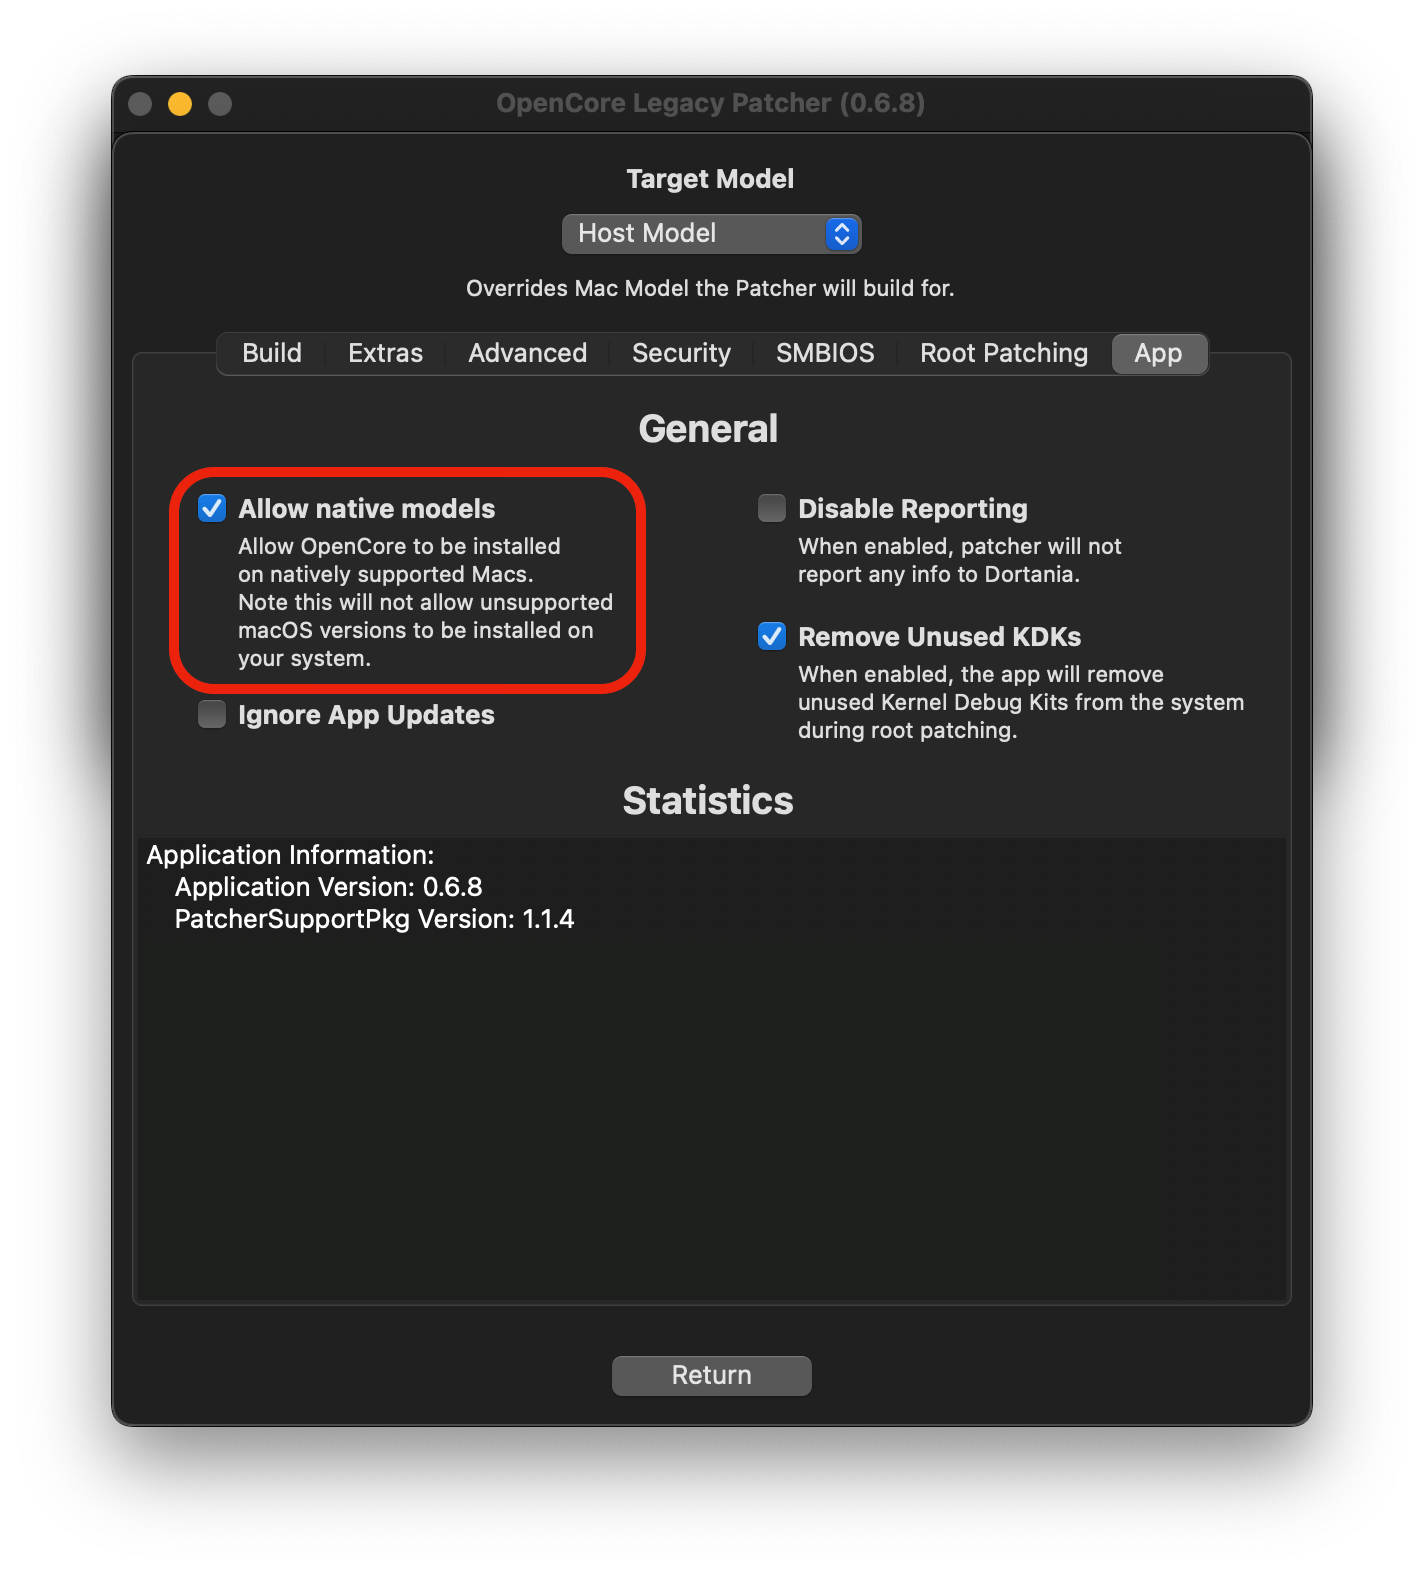 OpenCore Legacy Patcher (0.6.8)
Target Model
Host Model
Overrides Mac Model the Patcher will build for.
Build Extras Advanced Security SMBIOS Root Patching App
General
Allow native models
Allow OpenCore to be installed
on natively supported Macs.
Note this will not allow unsupported
macOS versions to be installed on
your system.
Ignore App Updates
Disable Reporting
When enabled, patcher will not
report any info to Dortania.
Remove Unused KDKs
When enabled, the app will remove
unused Kernel Debug Kits from the system
during root patching.
Statistics
Application Information:
Application Version: 0.6.8
PatcherSupportPkg Version: 1.1.4
Return